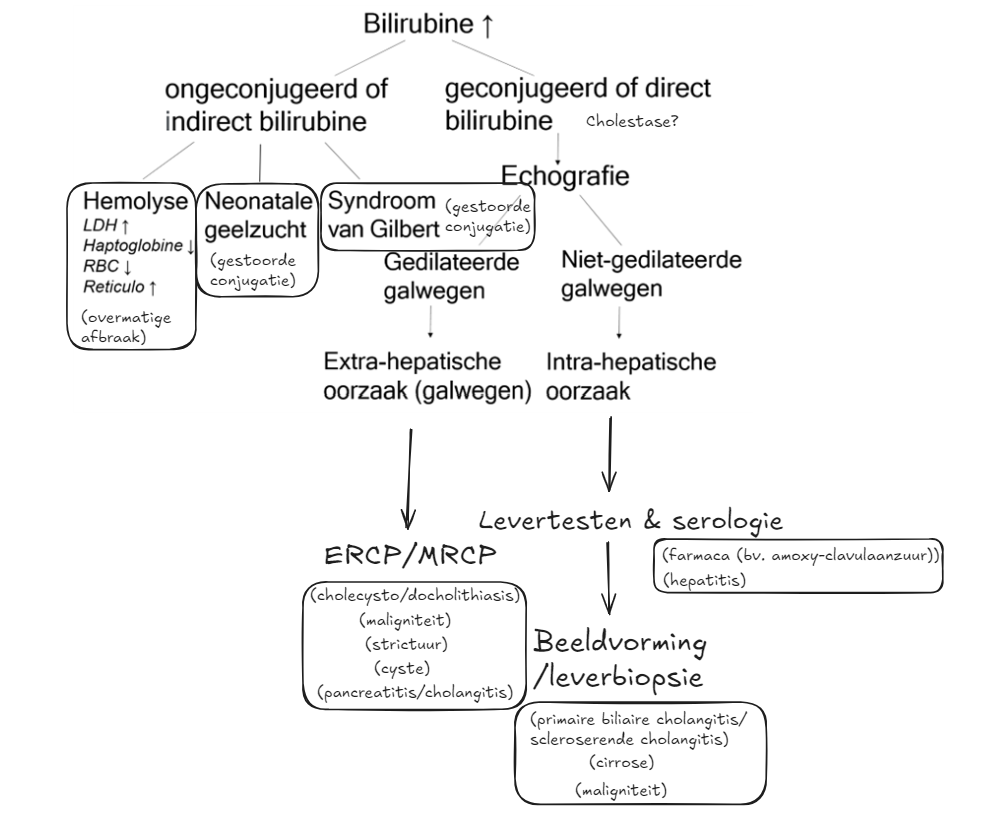 Bilirubine ↑
ongeconjugeerd of
indirect bilirubine
geconjugeerd of direct
bilirubine
Cholestase?
Echografie
Hemolyse
LDH ↑
Haptoglobine ↓
RBC ↓
Reticulo ↑
(overmatige
afbraak)
Neonatale
geelzucht
(gestoorde
conjugatie)
Syndroom
van Gilbert
(gestoorde
conjugatie)
Gedilateerde
galwegen
Niet-gedilateerde
galwegen
Extra-hepatische
oorzaak (galwegen)
Intra-hepatische
oorzaak
Levertesten & serologie
(farmaca (bv. amoxy-clavulaanzuur))
(hepatitis)
ERCP/MRCP
(cholecysto/docholithiasis)
(maligniteit)
(strictuur)
(cyste)
(pancreatitis/cholangitis)
Beeldvorming
/leverbiopsie
(primaire biliaire cholangitis/
scleroserende cholangitis)
(cirrose)
(maligniteit)